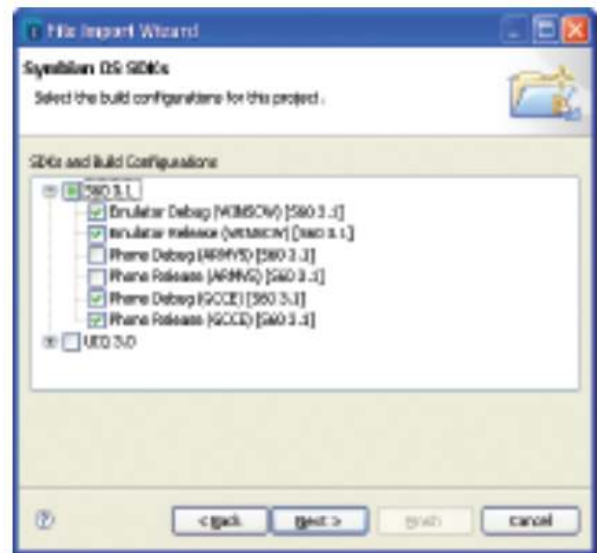 File Import Wizard
Symbian OS SDKs
Select the build configurations for this project.
SDKs and Build Configurations
S60 3.1
Emulator Debug (WINSCW) [S60 3.1]
Emulator Release (WINSCW) [S60 3.1]
Phone Debug (ARMV5) [S60 3.1]
Phone Release (ARMV5) [S60 3.1]
Phone Debug (GCCE) [S60 3.1]
Phone Release (GCCE) [S60 3.1]
UIQ 3.0
< Back
Next >
Finish
Cancel